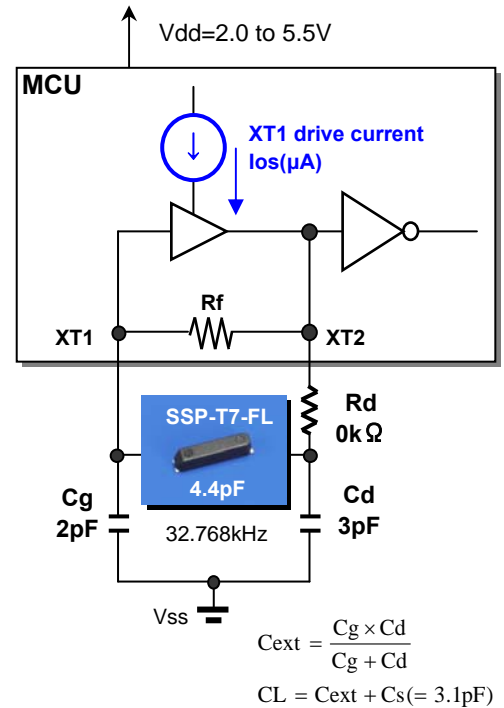 Vdd=2.0 to 5.5V
MCU
XT1 drive current
Ios(µA)
Rf
XT1
XT2
SSP-T7-FL
4.4pF
Rd
0kΩ
Cg
2pF
32.768kHz
Cd
3pF
Vss
Cext = Cg × Cd / Cg + Cd
CL = Cext + Cs(= 3.1pF)